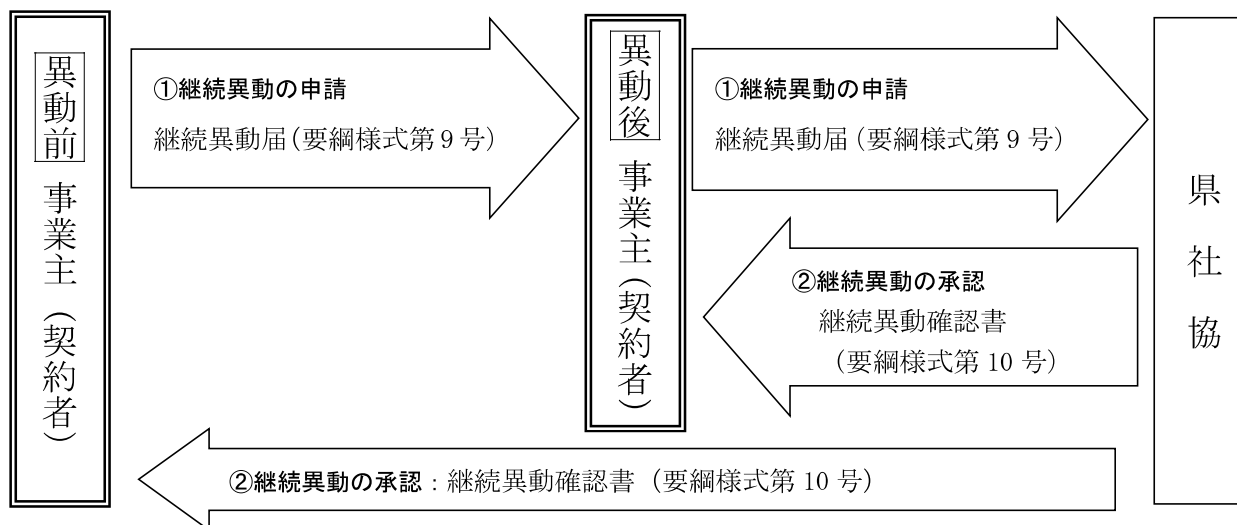 異動前 事業主（契約者）
①継続異動の申請
継続異動届（要綱様式第９号）
異動後 事業主（契約者）
①継続異動の申請
継続異動届（要綱様式第９号）
②継続異動の承認
継続異動確認書
（要綱様式第 10 号）
県社協
②継続異動の承認：継続異動確認書（要綱様式第 10 号）